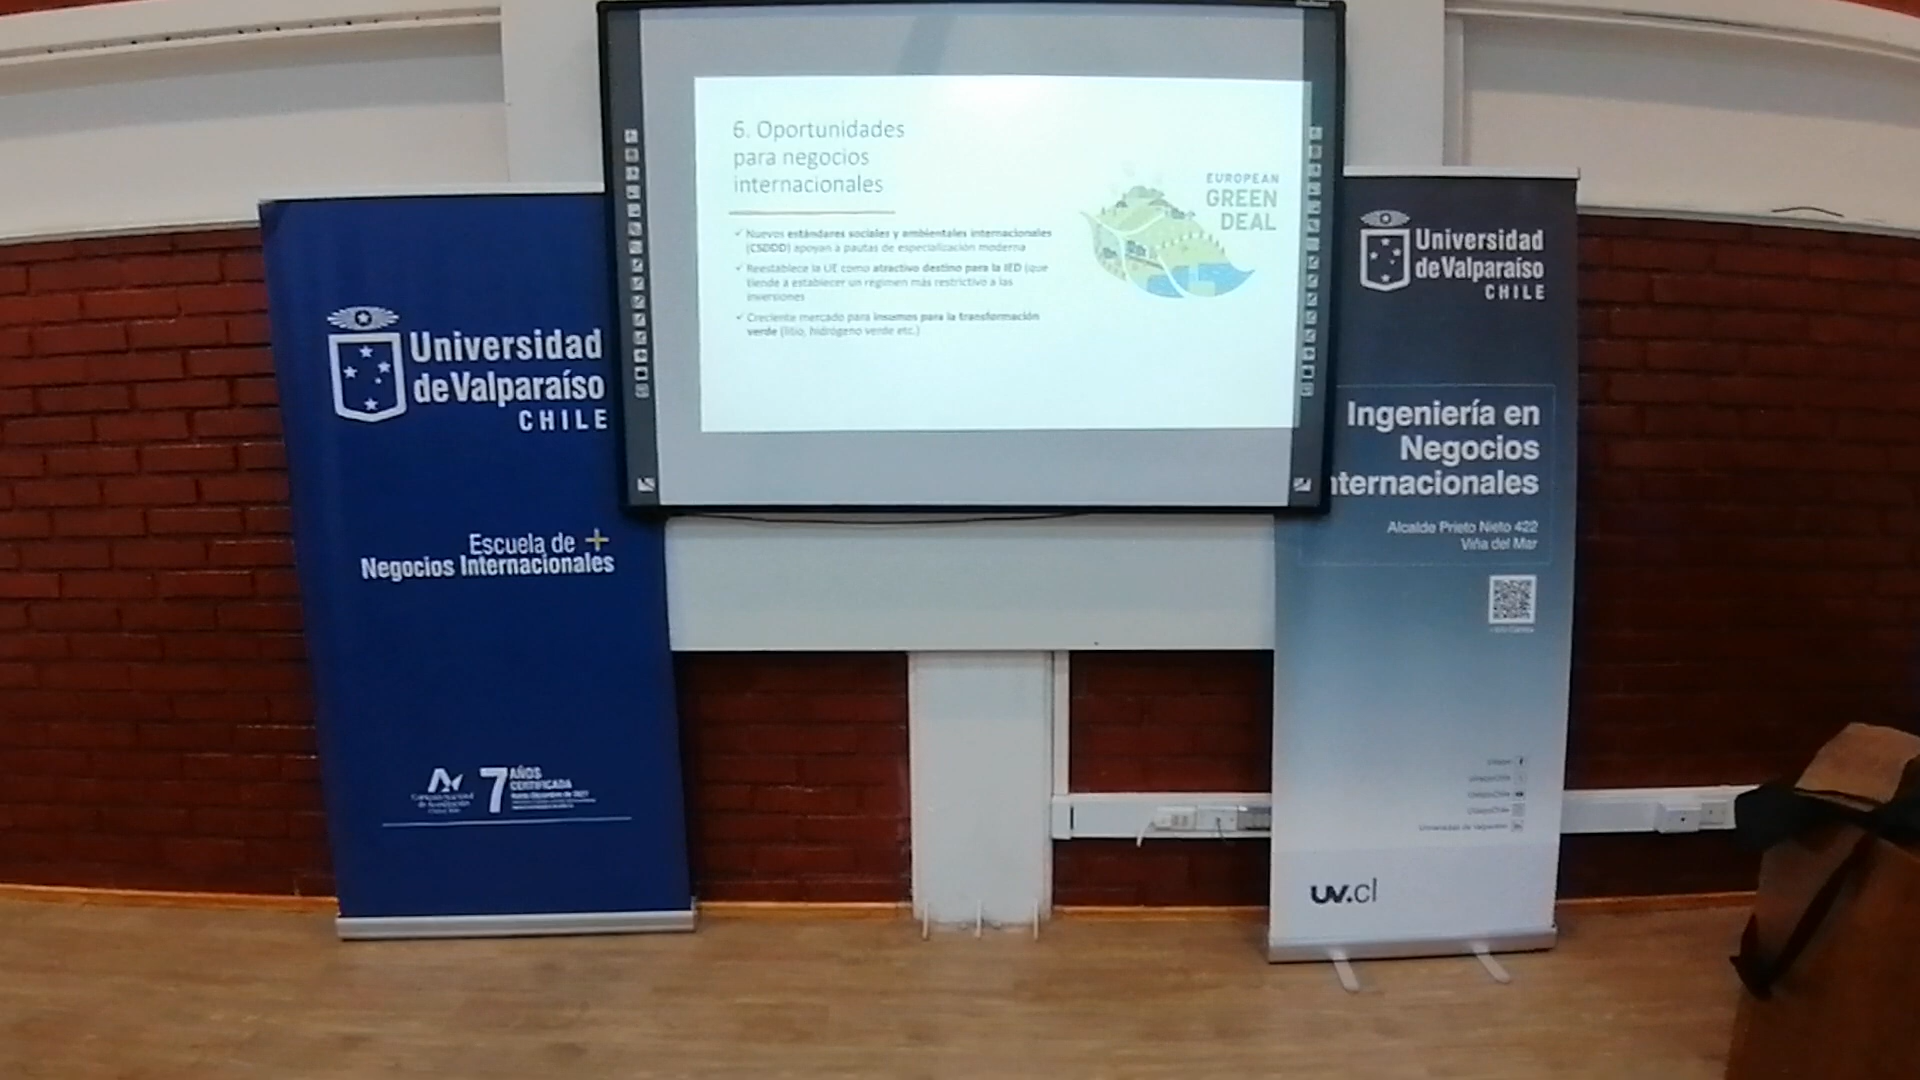 6. Oportunidades
para negocios
internacionales
Nuevos estándares sociales y ambientales internacionales
(CSDDD) apoyan a pautas de especialización moderna
Reestablece la UE como atractivo destino para la IED (que
tiende a establecer un régimen más restrictivo a las
inversiones
Creciente mercado para insumos para la transformación
verde (litio, hidrógeno verde etc.)
EUROPEAN
GREEN
DEAL
Universidad
de Valparaíso
CHILE
Escuela de +
Negocios Internacionales
7 AÑOS
CERTIFICADA
Universidad
de Valparaíso
CHILE
Ingeniería en
Negocios
nternacionales
Alcalde Prieto Nieto 422
Viña del Mar
uv.cl